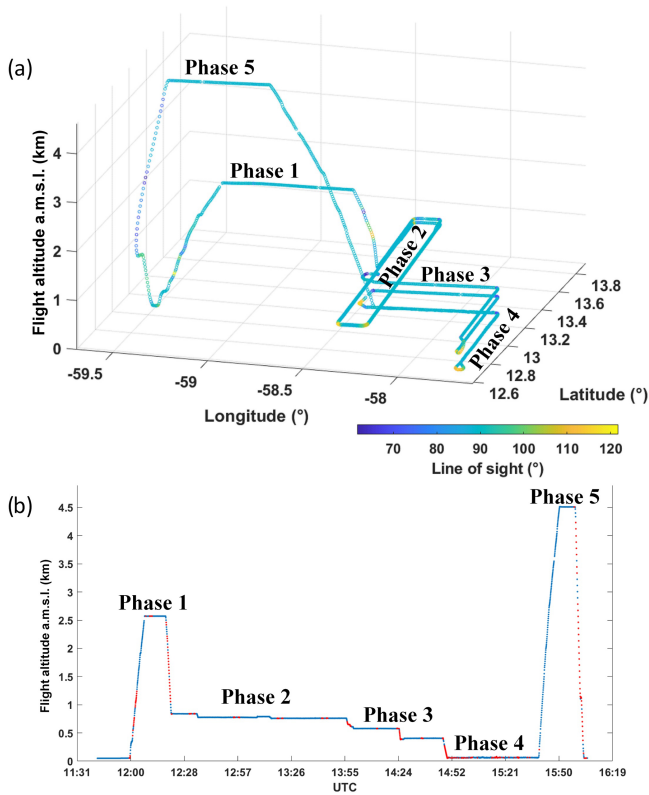 (a)
Phase 5
Phase 1
Phase 2
Phase 3
Phase 4
Flight altitude a.m.s.l. (km)
4
3
2
1
0
-59.5
-59
-58.5
-58
Longitude (°)
13.8
13.6
13.4
13.2
13
12.8
12.6
Latitude (°)
70 80 90 100 110 120
Line of sight (°)
(b)
Phase 5
Phase 1
Phase 2
Phase 3
Phase 4
Flight altitude a.m.s.l. (km)
4.5
4
3.5
3
2.5
2
1.5
1
0.5
0
11:31 12:00 12:28 12:57 13:26 13:55 14:24 14:52 15:21 15:50 16:19
UTC